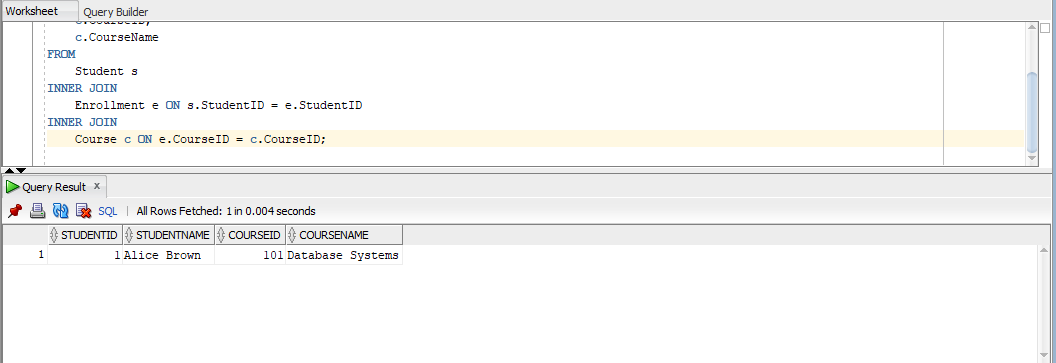 Worksheet Query Builder
c.CourseID,
c.CourseName
FROM
Student s
INNER JOIN
Enrollment e ON s.StudentID = e.StudentID
INNER JOIN
Course c ON e.CourseID = c.CourseID;
Query Result x
SQL | All Rows Fetched: 1 in 0.004 seconds
STUDENTID STUDENTNAME COURSEID COURSENAME
1 1 Alice Brown 101 Database Systems